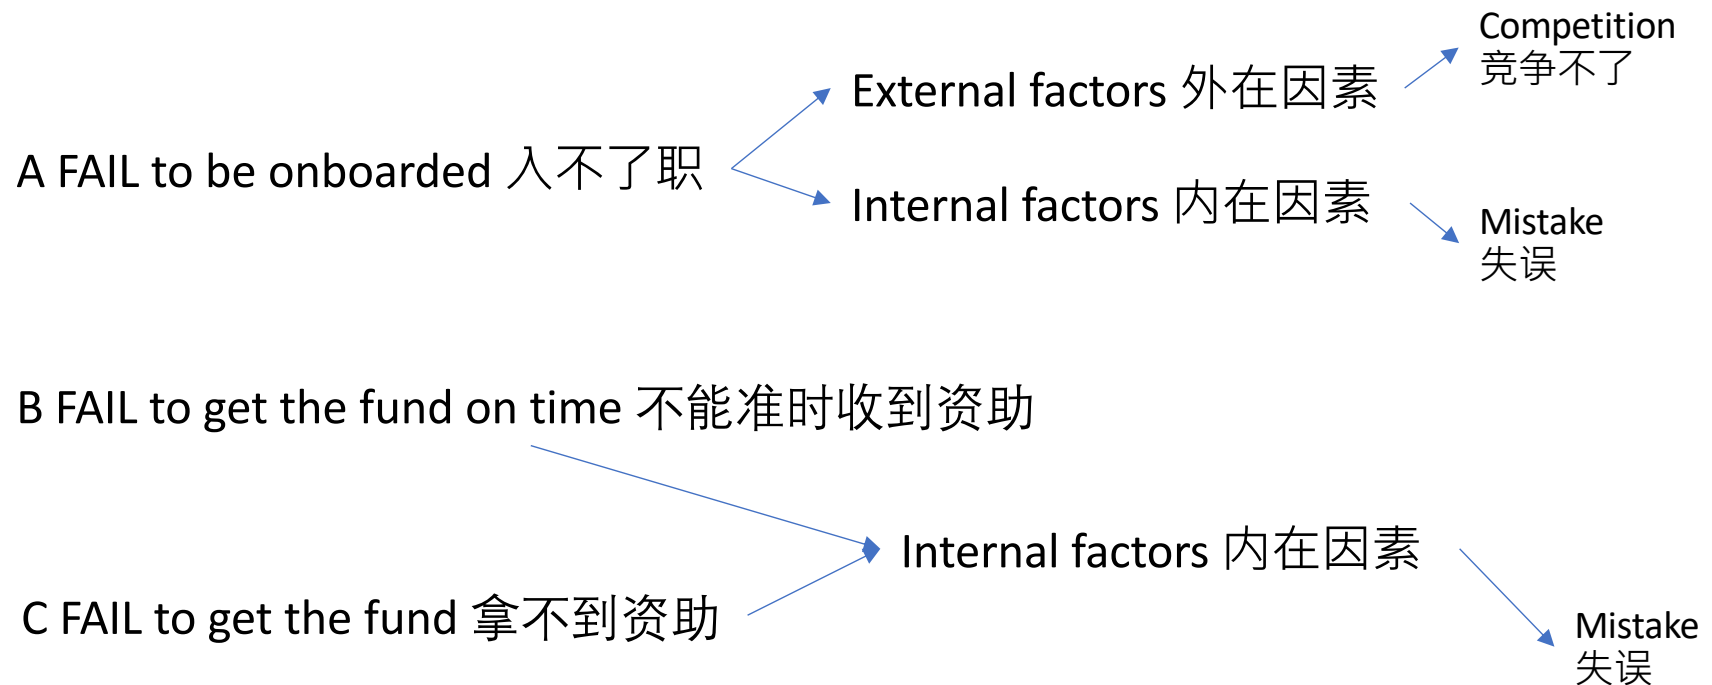 Competition
竞争不了
External factors 外在因素
A FAIL to be onboarded 入不了职
Internal factors 内在因素
Mistake
失误
B FAIL to get the fund on time 不能准时收到资助
Internal factors 内在因素
C FAIL to get the fund 拿不到资助
Mistake
失误